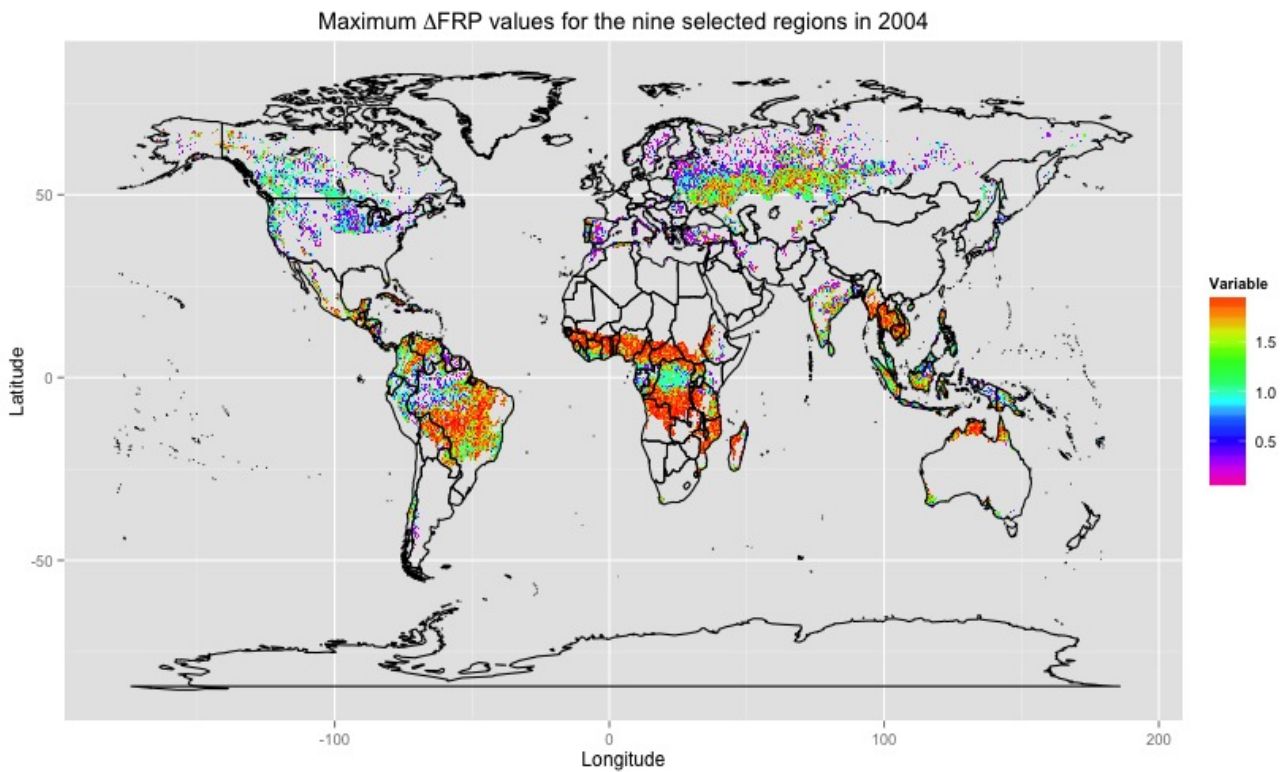 Maximum ΔFRP values for the nine selected regions in 2004
Latitude
50
0
-50
-100
0
100
200
Longitude
Variable
1.5
1.0
0.5